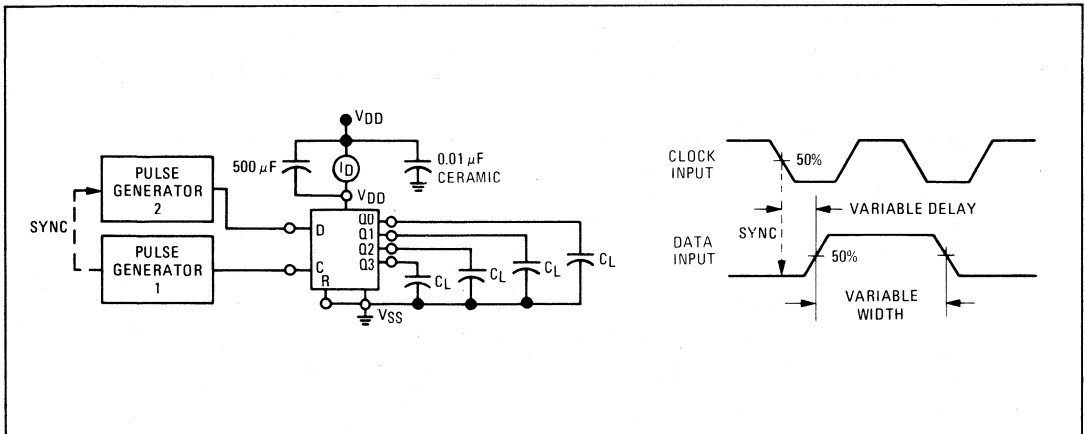 VDD
500 µF
ID
0.01 µF
CERAMIC
VDD
PULSE
GENERATOR
2
SYNC
PULSE
GENERATOR
1
D
C
R
Q0
Q1
Q2
Q3
CL
CL
CL
CL
VSS
CLOCK
INPUT
50%
VARIABLE DELAY
SYNC
DATA
INPUT
50%
VARIABLE
WIDTH